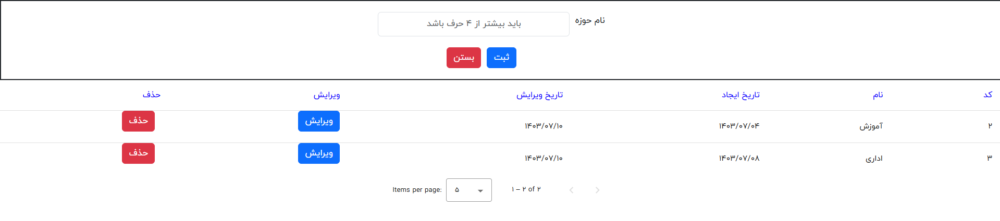 نام حوزه
باید بیشتر از ۴ حرف باشد
ثبت بستن
کد نام تاریخ ایجاد تاریخ ویرایش ویرایش حذف
۲ آموزش ۱۴۰۳/۰۷/۰۴ ۱۴۰۳/۰۷/۱۰ ویرایش حذف
۳ اداری ۱۴۰۳/۰۷/۰۸ ۱۴۰۳/۰۷/۱۰ ویرایش حذف
Items per page: ۵ ۱ – ۲ of ۲